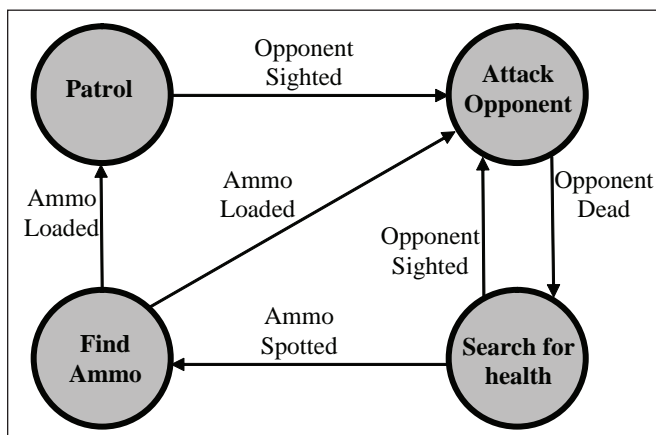 Patrol
Opponent
Sighted
Attack
Opponent
Ammo
Loaded
Ammo
Loaded
Opponent
Sighted
Opponent
Dead
Find
Ammo
Ammo
Spotted
Search for
health